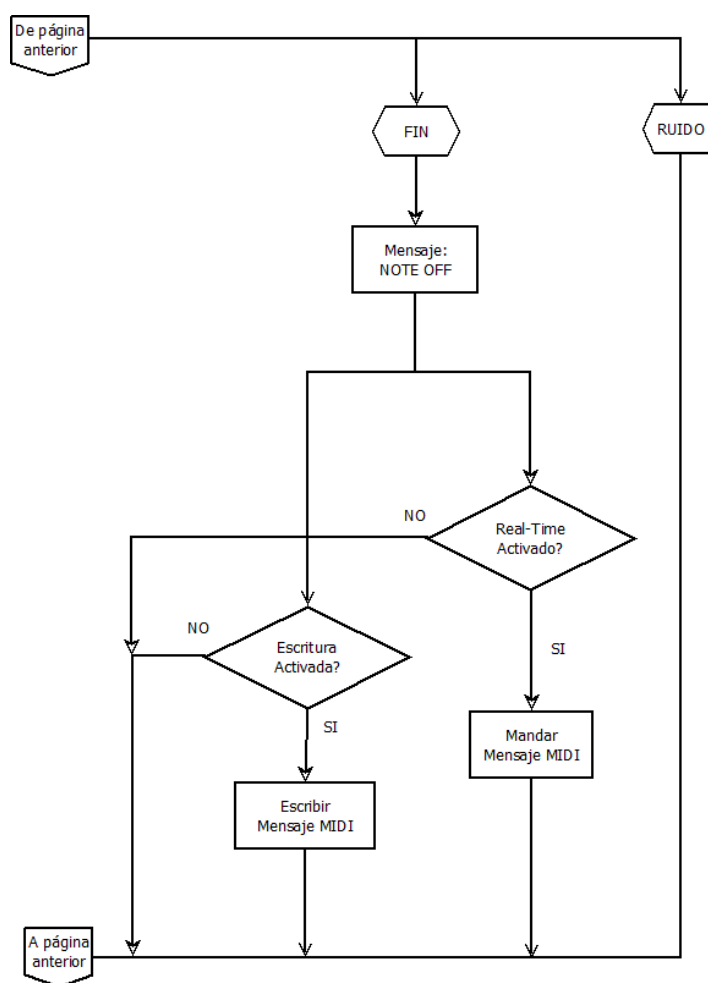 De página
anterior
FIN
RUIDO
Mensaje:
NOTE OFF
NO
Real-Time
Activado?
NO
Escritura
Activada?
SI
SI
Mandar
Mensaje MIDI
Escribir
Mensaje MIDI
A página
anterior